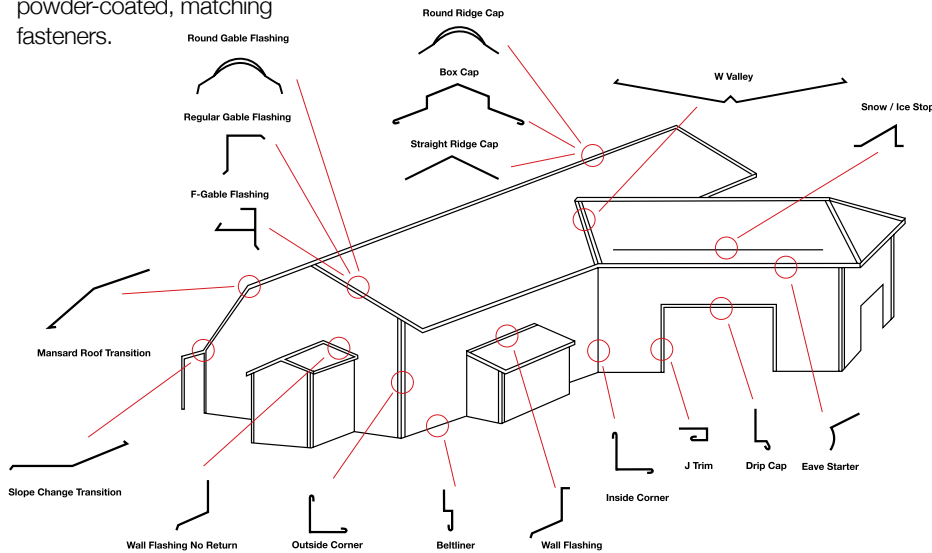 powder-coated, matching
fasteners.
Round Gable Flashing
Regular Gable Flashing
F-Gable Flashing
Round Ridge Cap
Box Cap
Straight Ridge Cap
W Valley
Snow / Ice Stop
Mansard Roof Transition
Slope Change Transition
Wall Flashing No Return
Outside Corner
Beltliner
Wall Flashing
Inside Corner
J Trim
Drip Cap
Eave Starter